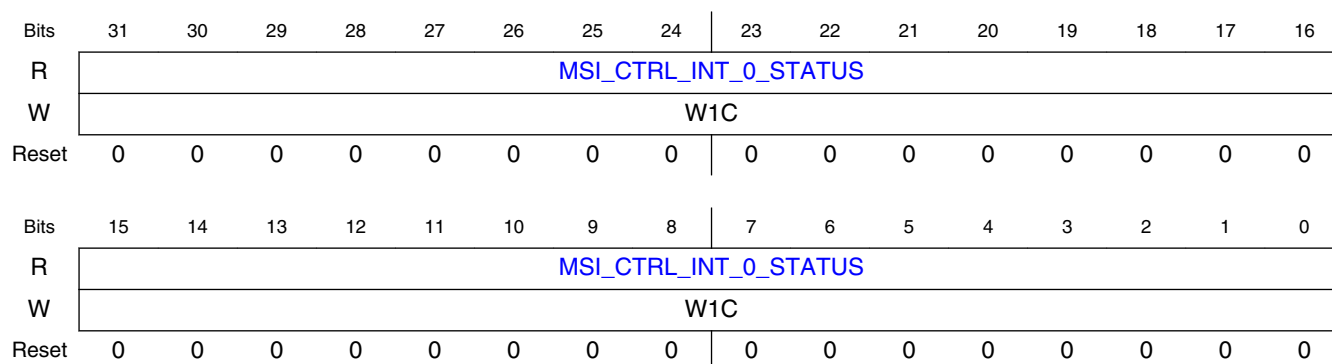 Bits 31 30 29 28 27 26 25 24 23 22 21 20 19 18 17 16
R MSI_CTRL_INT_0_STATUS
W W1C
Reset 0 0 0 0 0 0 0 0 0 0 0 0 0 0 0 0
Bits 15 14 13 12 11 10 9 8 7 6 5 4 3 2 1 0
R MSI_CTRL_INT_0_STATUS
W W1C
Reset 0 0 0 0 0 0 0 0 0 0 0 0 0 0 0 0